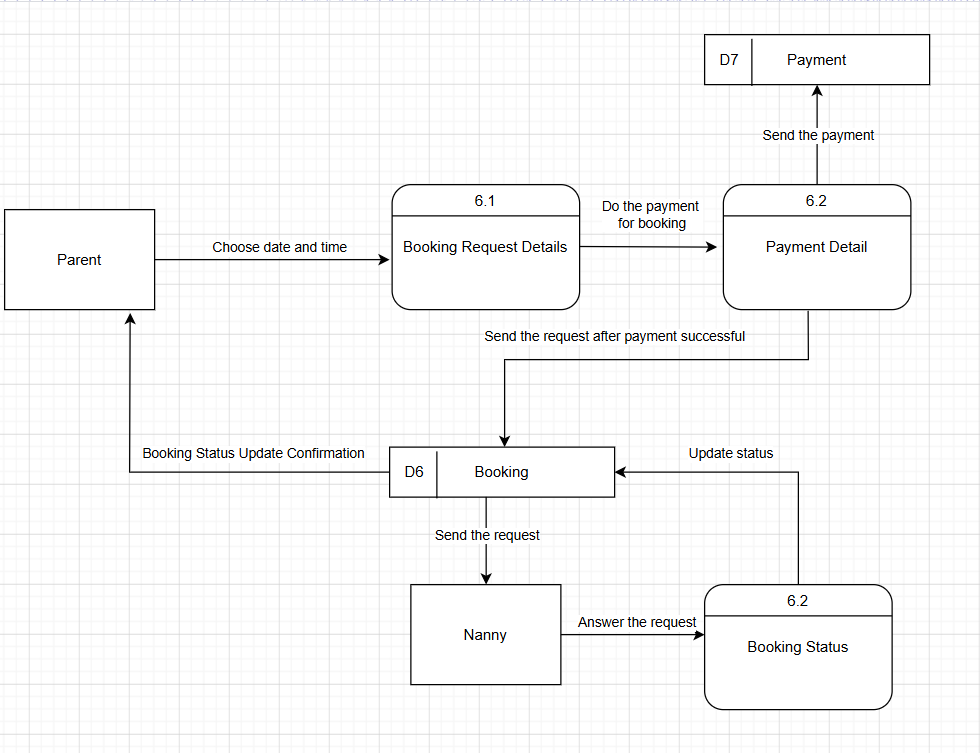 D7
Payment
Send the payment
6.1
6.2
Do the payment
for booking
Parent
Choose date and time
Booking Request Details
Payment Detail
Send the request after payment successful
Booking Status Update Confirmation
Update status
D6
Booking
Send the request
6.2
Answer the request
Nanny
Booking Status